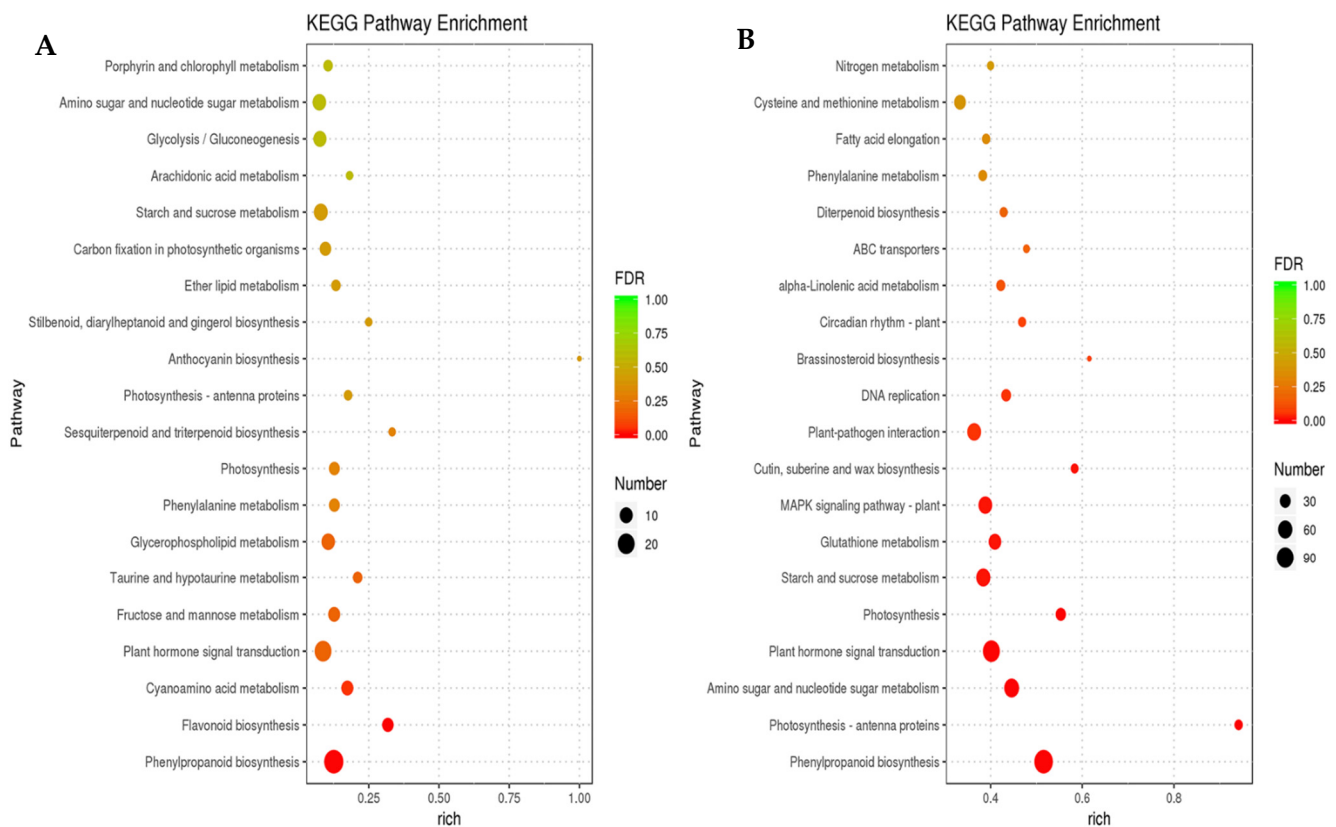 A
KEGG Pathway Enrichment
Pathway
Porphyrin and chlorophyll metabolism
Amino sugar and nucleotide sugar metabolism
Glycolysis / Gluconeogenesis
Arachidonic acid metabolism
Starch and sucrose metabolism
Carbon fixation in photosynthetic organisms
Ether lipid metabolism
Stilbenoid, diarylheptanoid and gingerol biosynthesis
Anthocyanin biosynthesis
Photosynthesis - antenna proteins
Sesquiterpenoid and triterpenoid biosynthesis
Photosynthesis
Phenylalanine metabolism
Glycerophospholipid metabolism
Taurine and hypotaurine metabolism
Fructose and mannose metabolism
Plant hormone signal transduction
Cyanoamino acid metabolism
Flavonoid biosynthesis
Phenylpropanoid biosynthesis
0.25 0.50 0.75 1.00
rich
FDR
1.00
0.75
0.50
0.25
0.00
Number
10
20
B
KEGG Pathway Enrichment
Pathway
Nitrogen metabolism
Cysteine and methionine metabolism
Fatty acid elongation
Phenylalanine metabolism
Diterpenoid biosynthesis
ABC transporters
alpha-Linolenic acid metabolism
Circadian rhythm - plant
Brassinosteroid biosynthesis
DNA replication
Plant-pathogen interaction
Cutin, suberine and wax biosynthesis
MAPK signaling pathway - plant
Glutathione metabolism
Starch and sucrose metabolism
Photosynthesis
Plant hormone signal transduction
Amino sugar and nucleotide sugar metabolism
Photosynthesis - antenna proteins
Phenylpropanoid biosynthesis
0.4 0.6 0.8
rich
FDR
1.00
0.75
0.50
0.25
0.00
Number
30
60
90